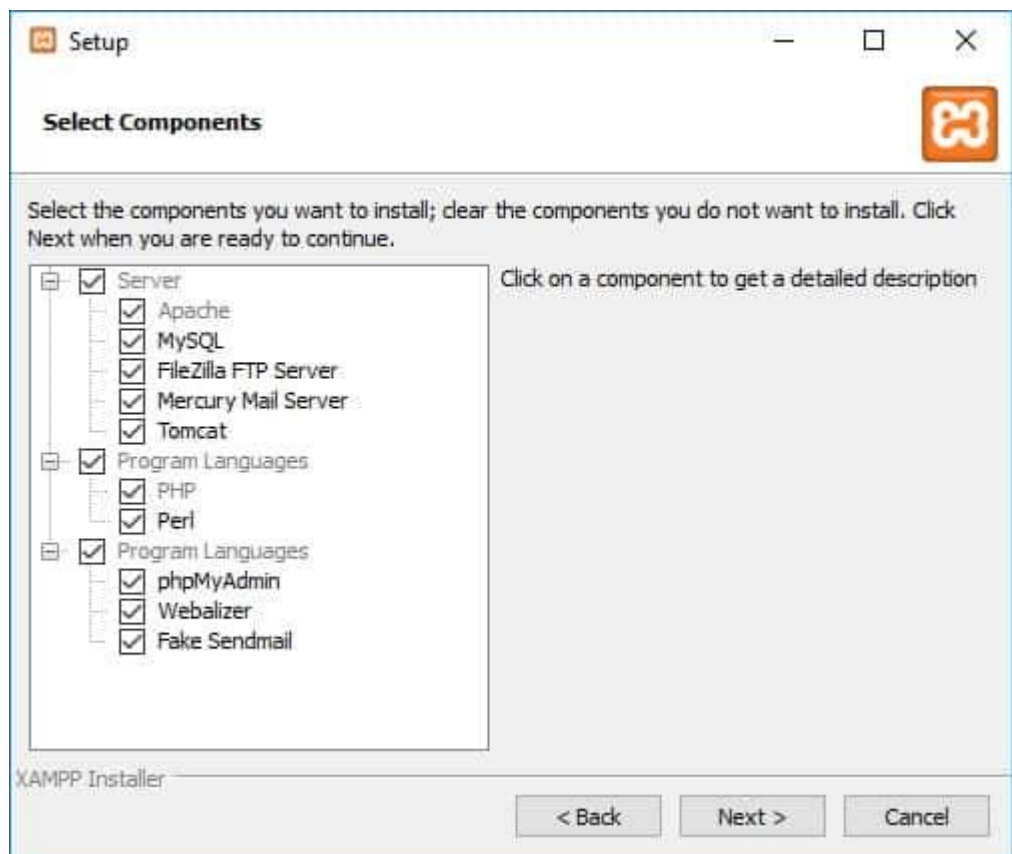 Setup
Select Components
Select the components you want to install; clear the components you do not want to install. Click
Next when you are ready to continue.
Server
Apache
MySQL
FileZilla FTP Server
Mercury Mail Server
Tomcat
Program Languages
PHP
Perl
Program Languages
phpMyAdmin
Webalizer
Fake Sendmail
Click on a component to get a detailed description
XAMPP Installer
< Back
Next >
Cancel